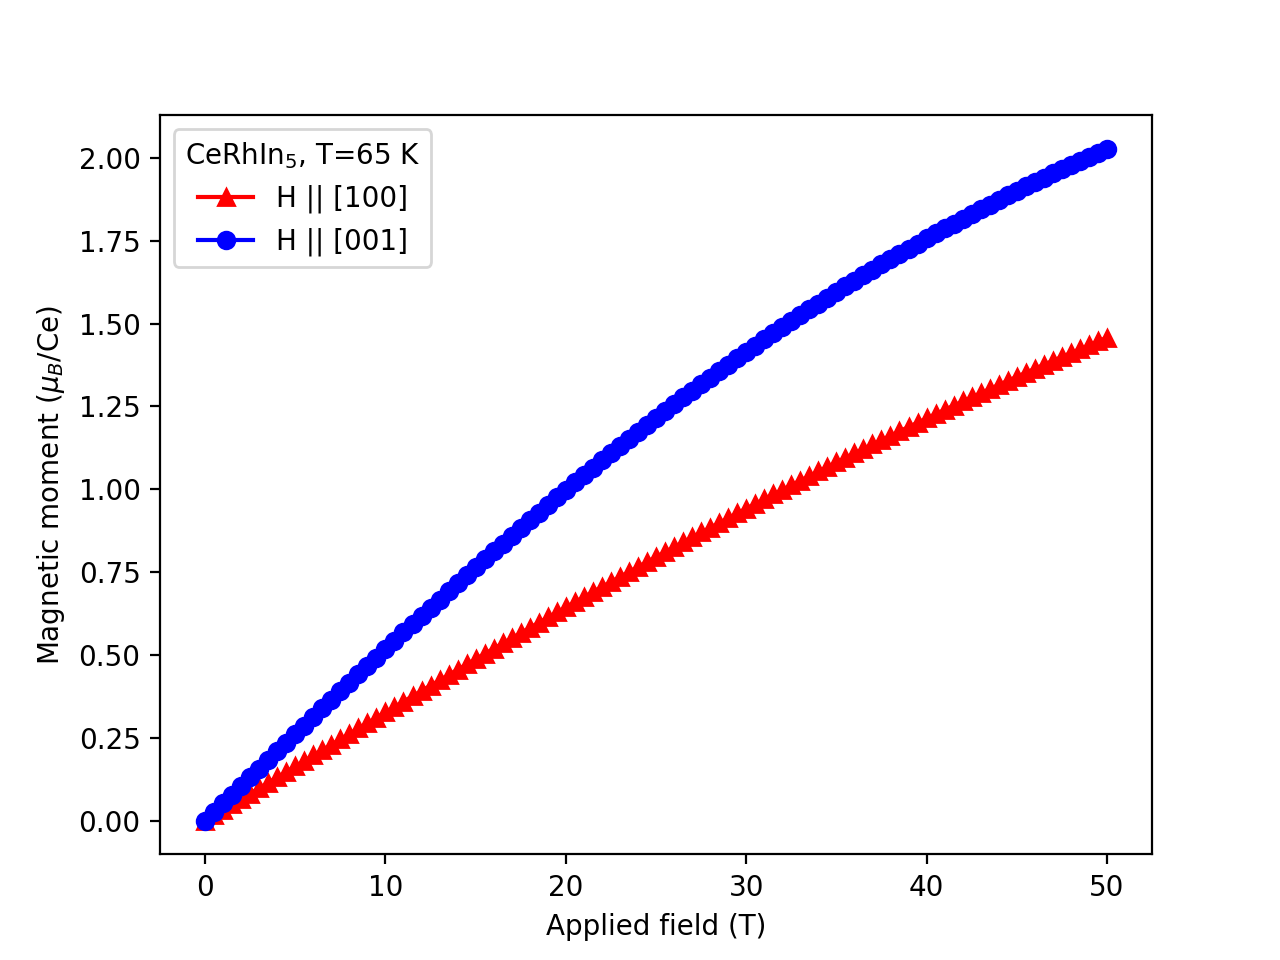 CeRhIn₅, T=65 K
H || [100]
H || [001]
Magnetic moment (μ_B/Ce)
2.00
1.75
1.50
1.25
1.00
0.75
0.50
0.25
0.00
0 10 20 30 40 50
Applied field (T)